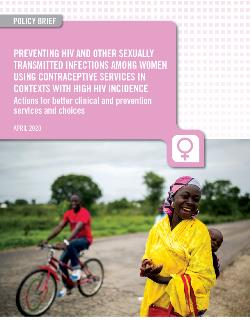 POLICY BRIEF
PREVENTING HIV AND OTHER SEXUALLY
TRANSMITTED INFECTIONS AMONG WOMEN
USING CONTRACEPTIVE SERVICES IN
CONTEXTS WITH HIGH HIV INCIDENCE
Actions for better clinical and prevention
services and choices
APRIL 2020